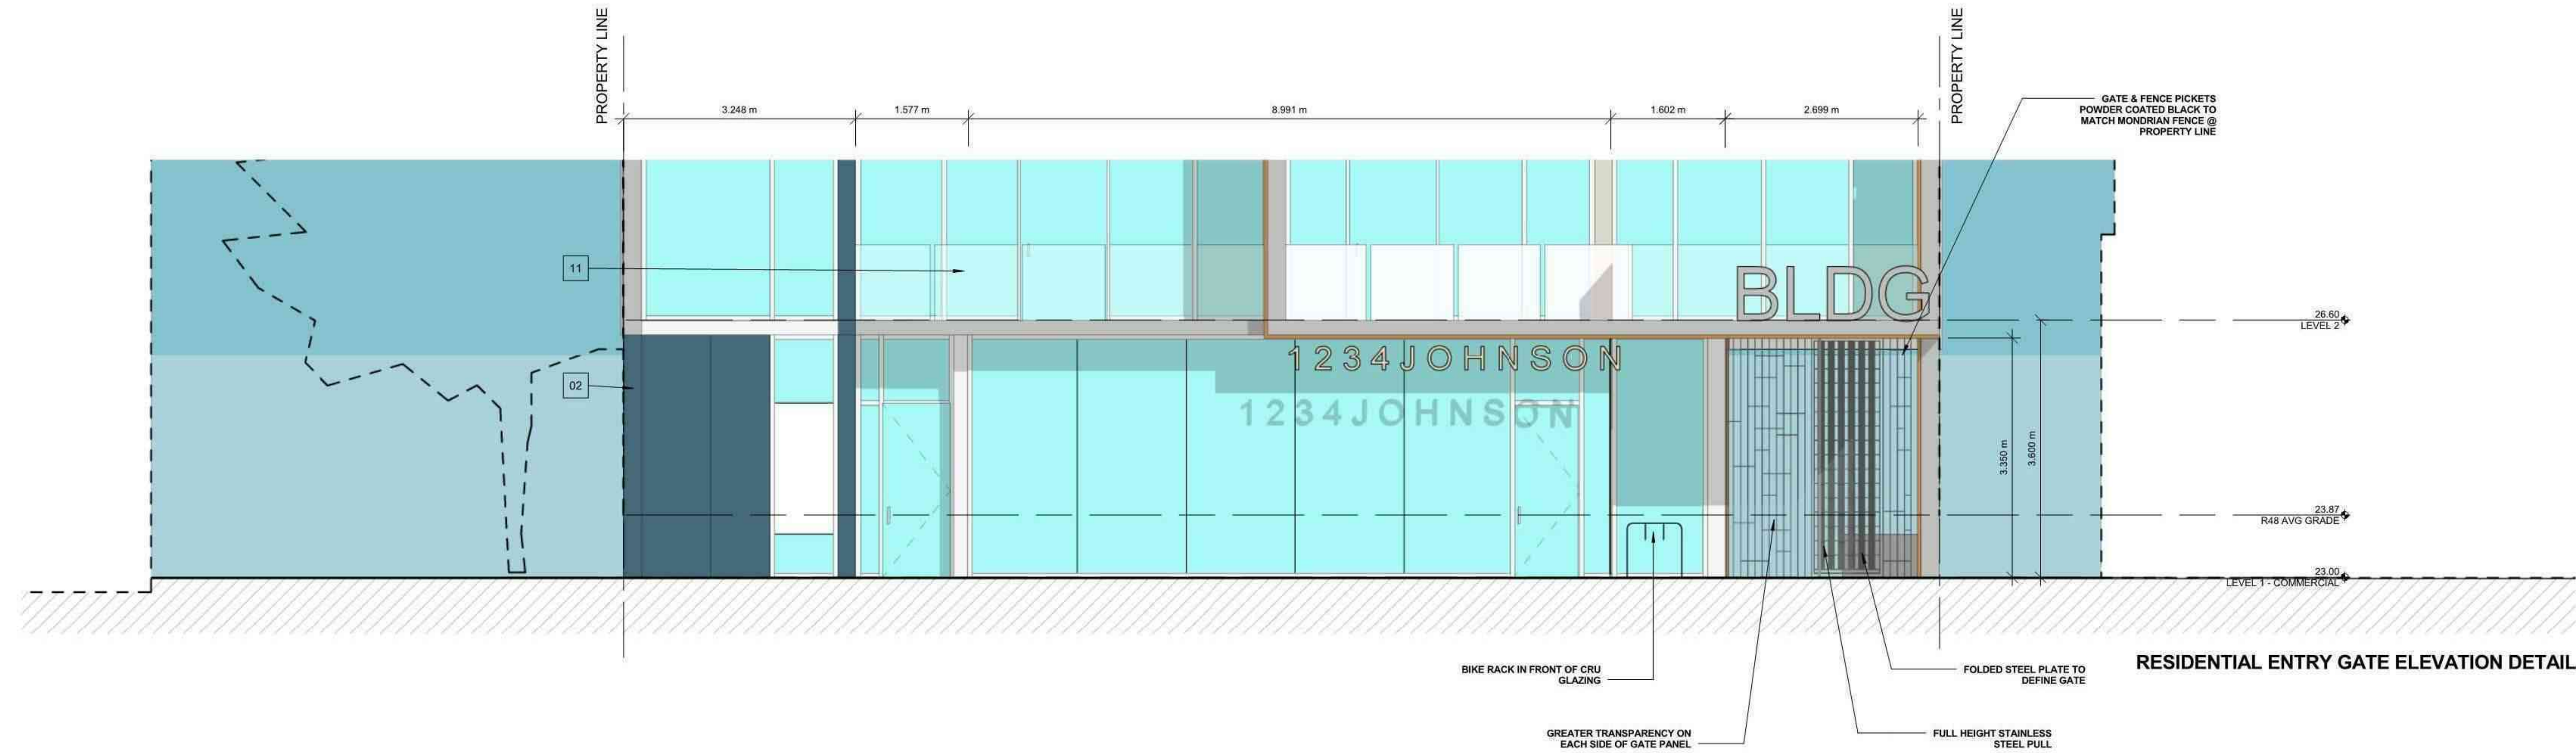 PROPERTY LINE
PROPERTY LINE
3.248 m
1.577 m
8.991 m
1.602 m
2.699 m
GATE & FENCE PICKETS
POWDER COATED BLACK TO
MATCH MONDRIAN FENCE @
PROPERTY LINE
11
BLDG
26.60
LEVEL 2
1234JOHNSON
02
1234JOHNSON
3.350 m
3.600 m
23.87
R48 AVG GRADE
23.00
LEVEL 1 - COMMERCIAL
BIKE RACK IN FRONT OF CRU
GLAZING
FOLDED STEEL PLATE TO
DEFINE GATE
RESIDENTIAL ENTRY GATE ELEVATION DETAIL
GREATER TRANSPARENCY ON
EACH SIDE OF GATE PANEL
FULL HEIGHT STAINLESS
STEEL PULL